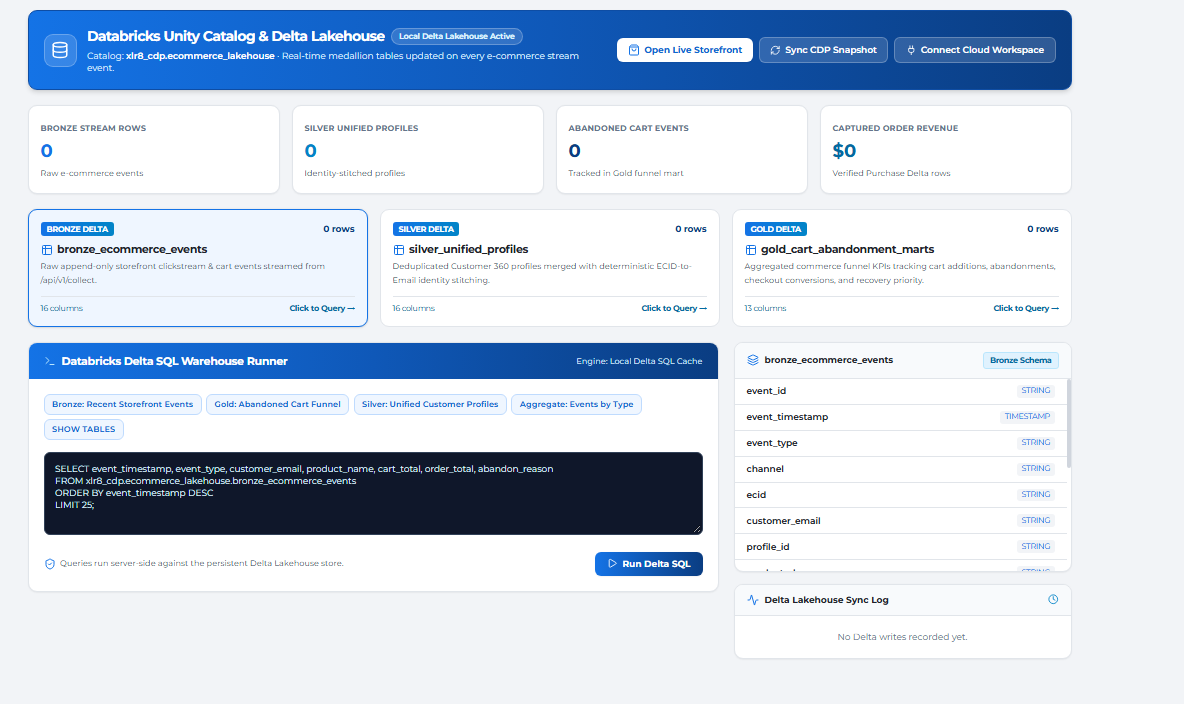 Databricks Unity Catalog & Delta Lakehouse
Local Delta Lakehouse Active
Catalog: xlr8_cdp.ecommerce_lakehouse · Real-time medallion tables updated on every e-commerce stream
event.
Open Live Storefront
Sync CDP Snapshot
Connect Cloud Workspace
BRONZE STREAM ROWS
0
Raw e-commerce events
SILVER UNIFIED PROFILES
0
Identity-stitched profiles
ABANDONED CART EVENTS
0
Tracked in Gold funnel mart
CAPTURED ORDER REVENUE
$0
Verified Purchase Delta rows
BRONZE DELTA
0 rows
bronze_ecommerce_events
Raw append-only storefront clickstream & cart events streamed from
/api/v1/collect.
16 columns
Click to Query →
SILVER DELTA
0 rows
silver_unified_profiles
Deduplicated Customer 360 profiles merged with deterministic ECID-to-
Email identity stitching.
16 columns
Click to Query →
GOLD DELTA
0 rows
gold_cart_abandonment_marts
Aggregated commerce funnel KPIs tracking cart additions, abandonments,
checkout conversions, and recovery priority.
13 columns
Click to Query →
Databricks Delta SQL Warehouse Runner
Engine: Local Delta SQL Cache
Bronze: Recent Storefront Events
Gold: Abandoned Cart Funnel
Silver: Unified Customer Profiles
Aggregate: Events by Type
SHOW TABLES
SELECT event_timestamp, event_type, customer_email, product_name, cart_total, order_total, abandon_reason
FROM xlr8_cdp.ecommerce_lakehouse.bronze_ecommerce_events
ORDER BY event_timestamp DESC
LIMIT 25;
Queries run server-side against the persistent Delta Lakehouse store.
Run Delta SQL
bronze_ecommerce_events
Bronze Schema
event_id STRING
event_timestamp TIMESTAMP
event_type STRING
channel STRING
ecid STRING
customer_email STRING
profile_id STRING
Delta Lakehouse Sync Log
No Delta writes recorded yet.